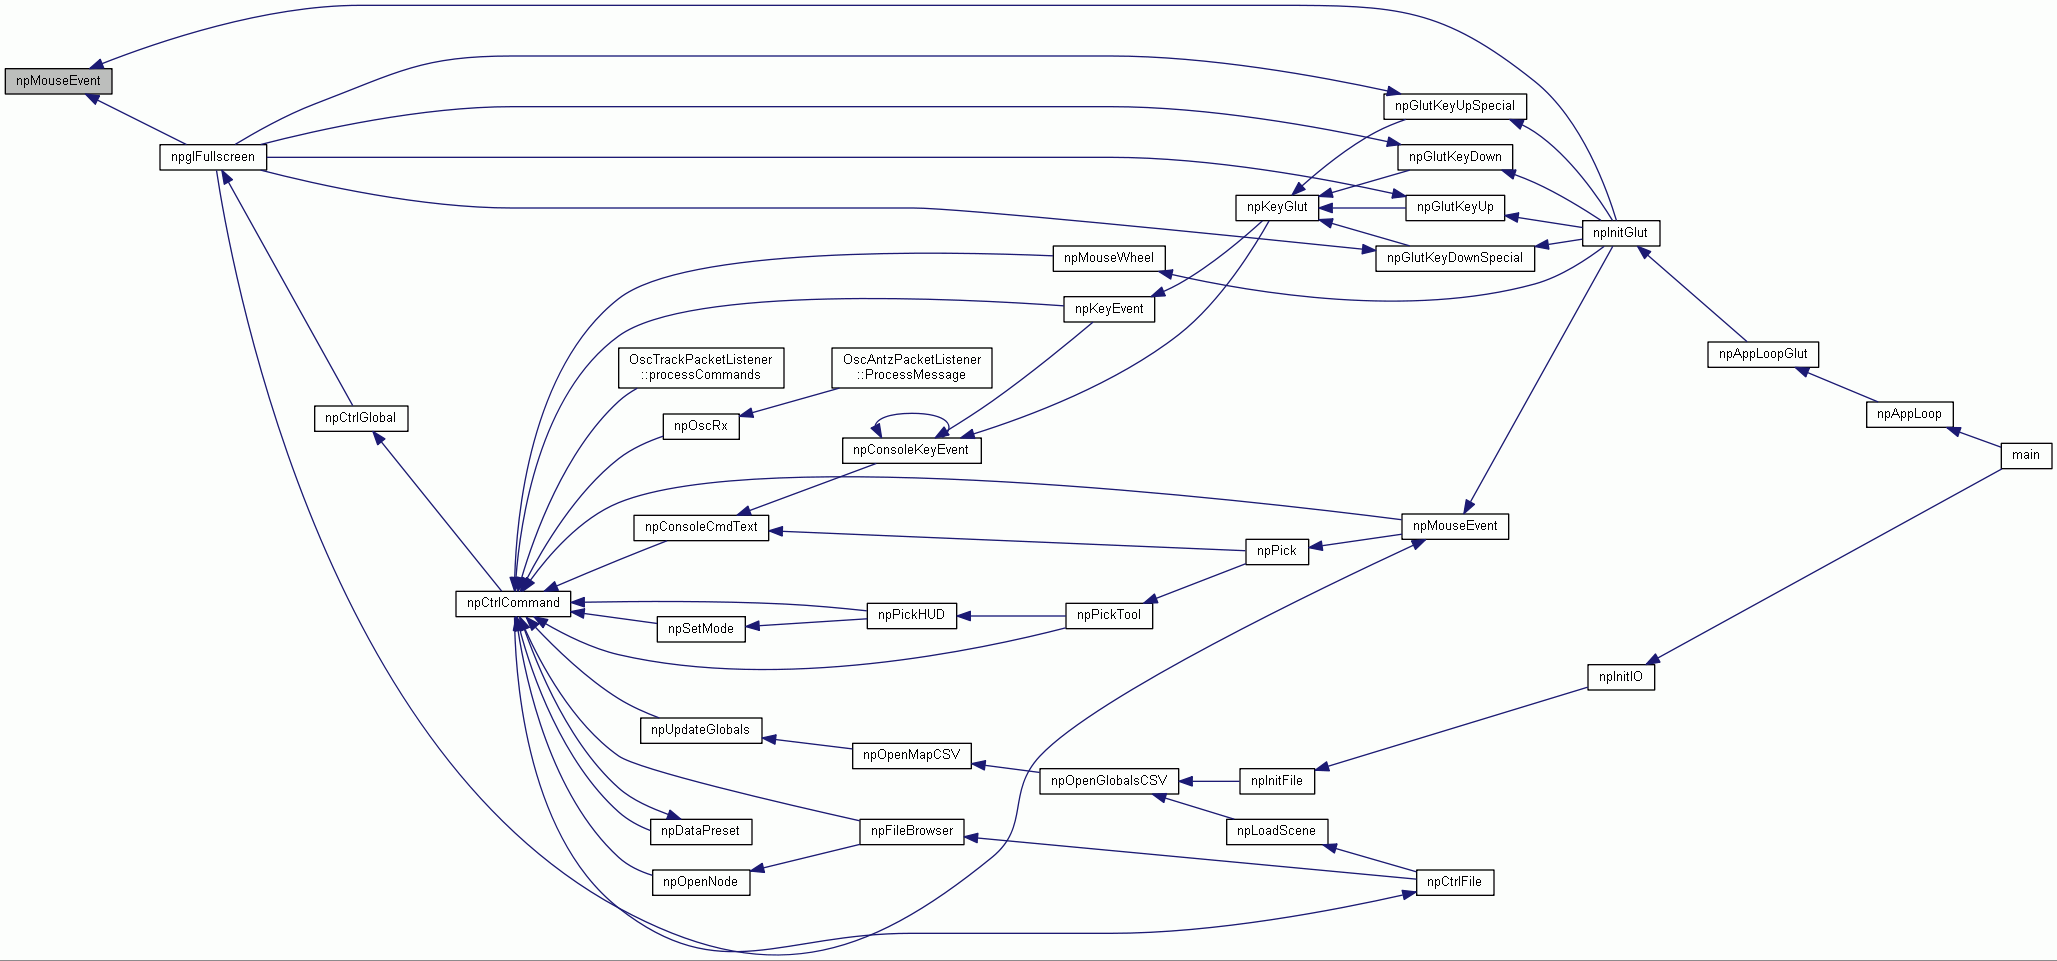 npMouseEvent
npglFullscreen
npCtrlGlobal
npCtrlCommand
npGlutKeyUpSpecial
npGlutKeyDown
npKeyGlut
npGlutKeyUp
npInitGlut
npMouseWheel
npGlutKeyDownSpecial
npKeyEvent
OscTrackPacketListener
::processCommands
OscAntzPacketListener
::ProcessMessage
npAppLoopGlut
npAppLoop
npOscRx
npConsoleKeyEvent
main
npConsoleCmdText
npMouseEvent
npPick
npPickHUD
npPickTool
npSetMode
npInitIO
npUpdateGlobals
npOpenMapCSV
npOpenGlobalsCSV
npInitFile
npDataPreset
npFileBrowser
npLoadScene
npOpenNode
npCtrlFile